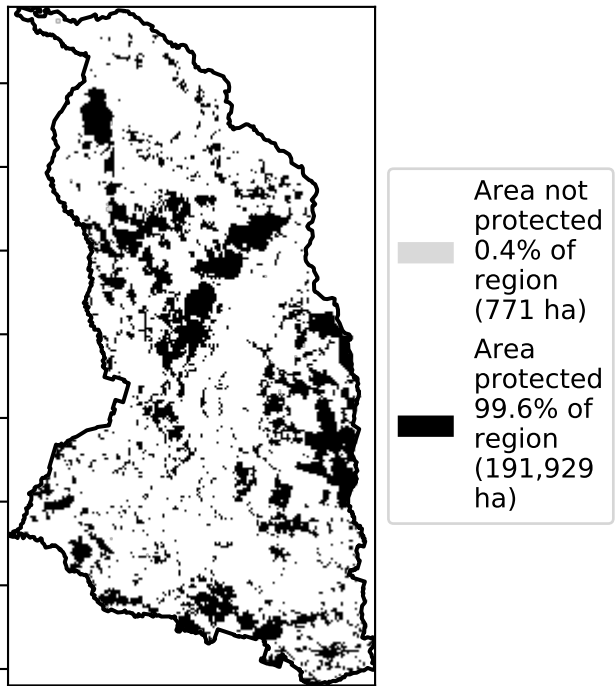 Area not
protected
0.4% of
region
(771 ha)
Area
protected
99.6% of
region
(191,929
ha)